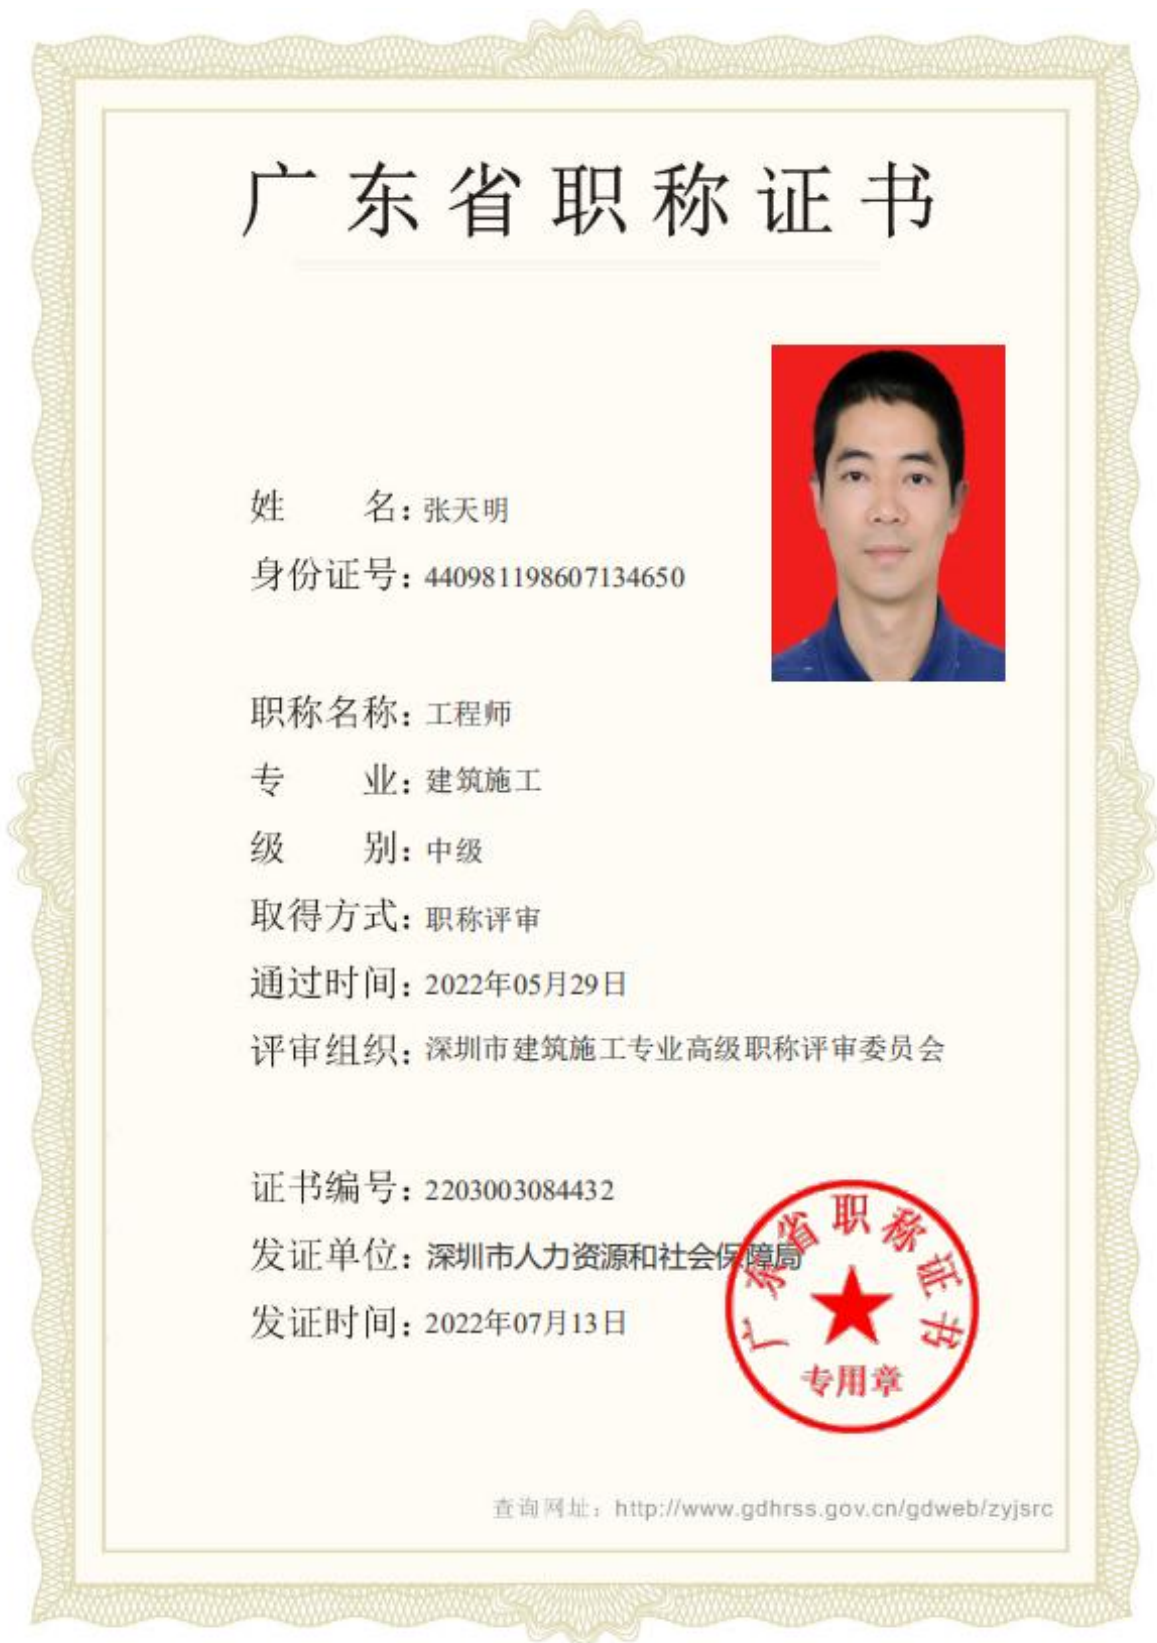 广东省职称证书
姓名：张天明
身份证号：440981198607134650
职称名称：工程师
专业：建筑施工
级别：中级
取得方式：职称评审
通过时间：2022年05月29日
评审组织：深圳市建筑施工专业高级职称评审委员会
证书编号：2203003084432
发证单位：深圳市人力资源和社会保障局
发证时间：2022年07月13日
广东省职称证书
专用章
查询网址：http://www.gdhrss.gov.cn/gdweb/zyjsrc